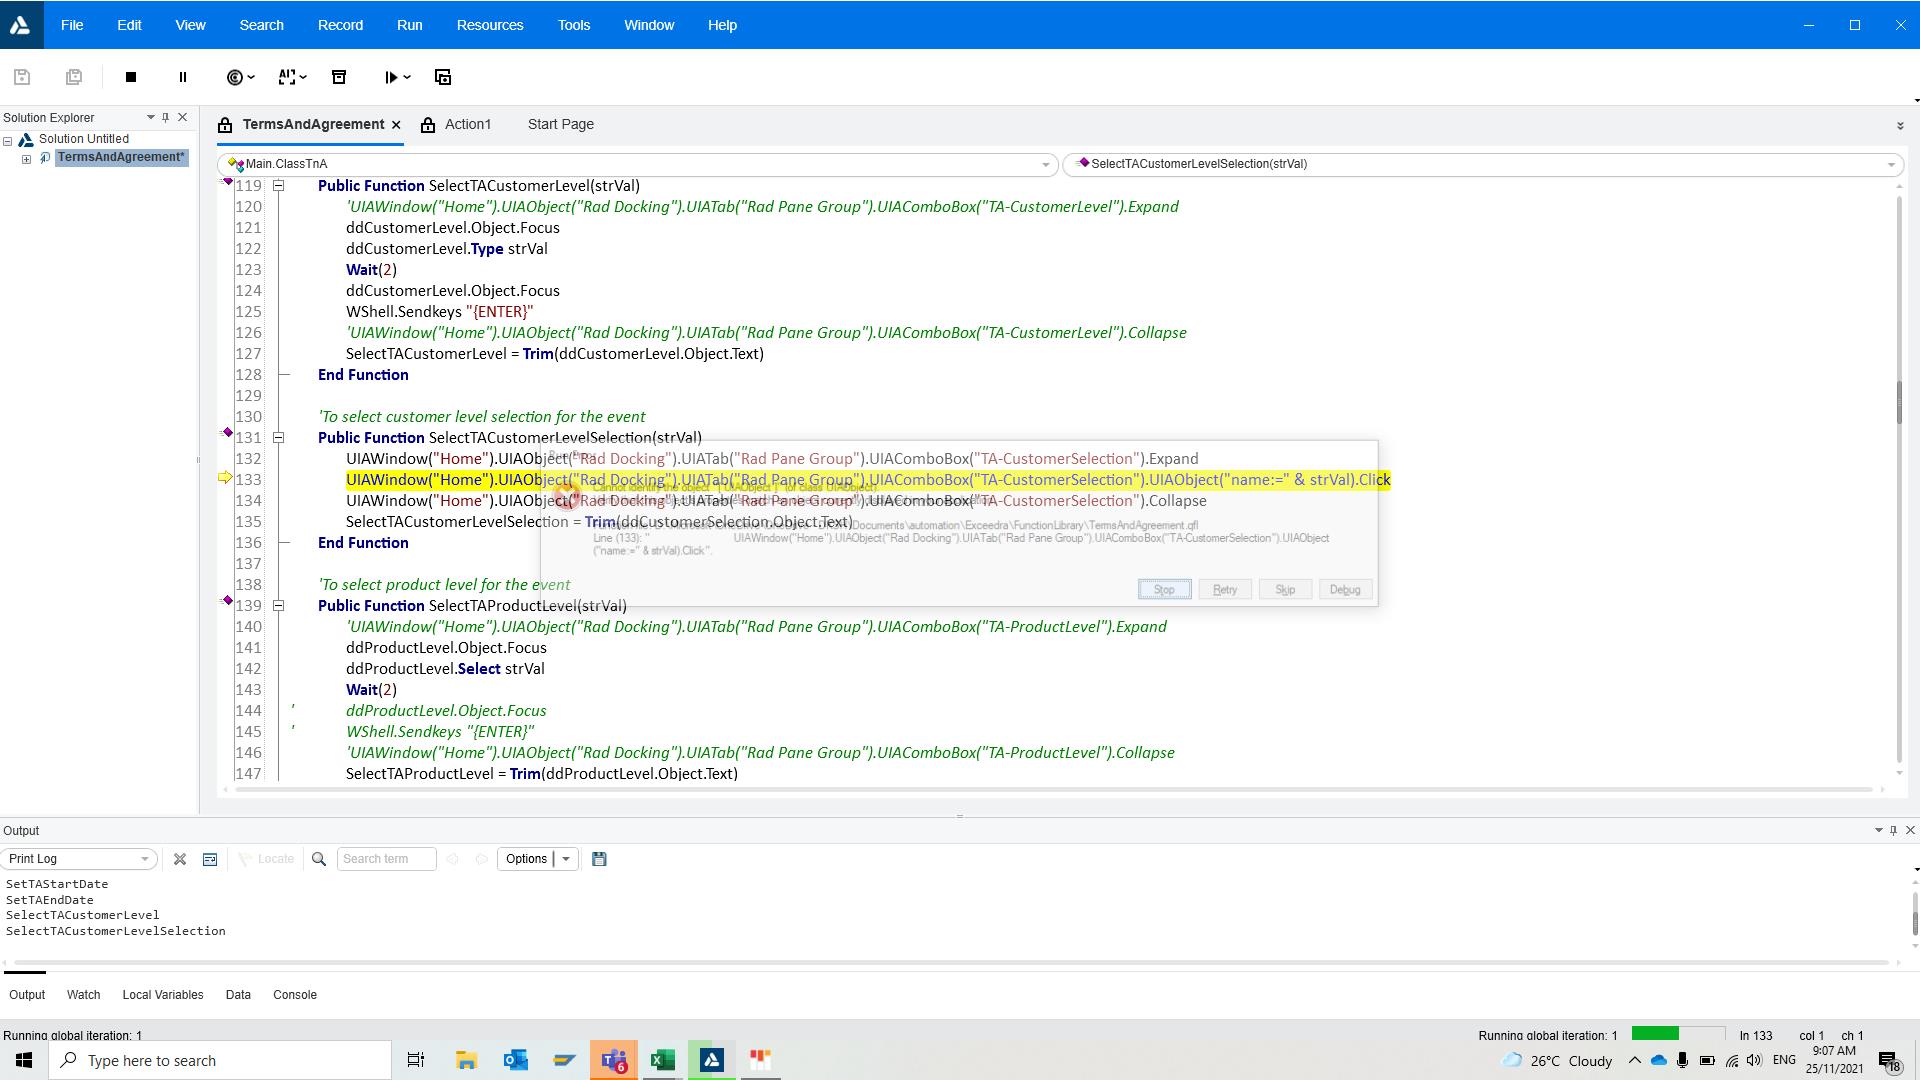 File Edit View Search Record Run Resources Tools Window Help
Solution Explorer
Solution Untitled
TermsAndAgreement*
TermsAndAgreement Action1 Start Page
Main.ClassTnA SelectTACustomerLevelSelection(strVal)
119 Public Function SelectTACustomerLevel(strVal)
120 'UIAWindow("Home").UIAObject("Rad Docking").UIATab("Rad Pane Group").UIAComboBox("TA-CustomerLevel").Expand
121 ddCustomerLevel.Object.Focus
122 ddCustomerLevel.Type strVal
123 Wait(2)
124 ddCustomerLevel.Object.Focus
125 WShell.Sendkeys "{ENTER}"
126 'UIAWindow("Home").UIAObject("Rad Docking").UIATab("Rad Pane Group").UIAComboBox("TA-CustomerLevel").Collapse
127 SelectTACustomerLevel = Trim(ddCustomerLevel.Object.Text)
128 End Function
129
130 'To select customer level selection for the event
131 Public Function SelectTACustomerLevelSelection(strVal)
132 UIAWindow("Home").UIAObject("Rad Docking").UIATab("Rad Pane Group").UIAComboBox("TA-CustomerSelection").Expand
133 UIAWindow("Home").UIAObject("Rad Docking").UIATab("Rad Pane Group").UIAComboBox("TA-CustomerSelection").UIAObject("name:=" & strVal).Click
134 UIAWindow("Home").UIAObject("Rad Docking").UIATab("Rad Pane Group").UIAComboBox("TA-CustomerSelection").Collapse
135 SelectTACustomerLevelSelection = Trim(ddCustomerSelection.Object.Text)
136 End Function
137
138 'To select product level for the event
139 Public Function SelectTAProductLevel(strVal)
140 'UIAWindow("Home").UIAObject("Rad Docking").UIATab("Rad Pane Group").UIAComboBox("TA-ProductLevel").Expand
141 ddProductLevel.Object.Focus
142 ddProductLevel.Select strVal
143 Wait(2)
144 ' ddProductLevel.Object.Focus
145 ' WShell.Sendkeys "{ENTER}"
146 'UIAWindow("Home").UIAObject("Rad Docking").UIATab("Rad Pane Group").UIAComboBox("TA-ProductLevel").Collapse
147 SelectTAProductLevel = Trim(ddProductLevel.Object.Text)
Cannot identify the object "[ UIAObject ]" (of class UIAObject).
Documents\automation\Exceedra\FunctionLibrary\TermsAndAgreement.qfl
Line (133): " UIAWindow("Home").UIAObject("Rad Docking").UIATab("Rad Pane Group").UIAComboBox("TA-CustomerSelection").UIAObject
("name:=" & strVal).Click".
Stop Retry Skip Debug
Output
Print Log Locate Search term Options
SetTAStartDate
SetTAEndDate
SelectTACustomerLevel
SelectTACustomerLevelSelection
Output Watch Local Variables Data Console
Running global iteration: 1 Running global iteration: 1 ln 133 col 1 ch 1
Type here to search 6 26°C Cloudy ENG 9:07 AM 25/11/2021 18